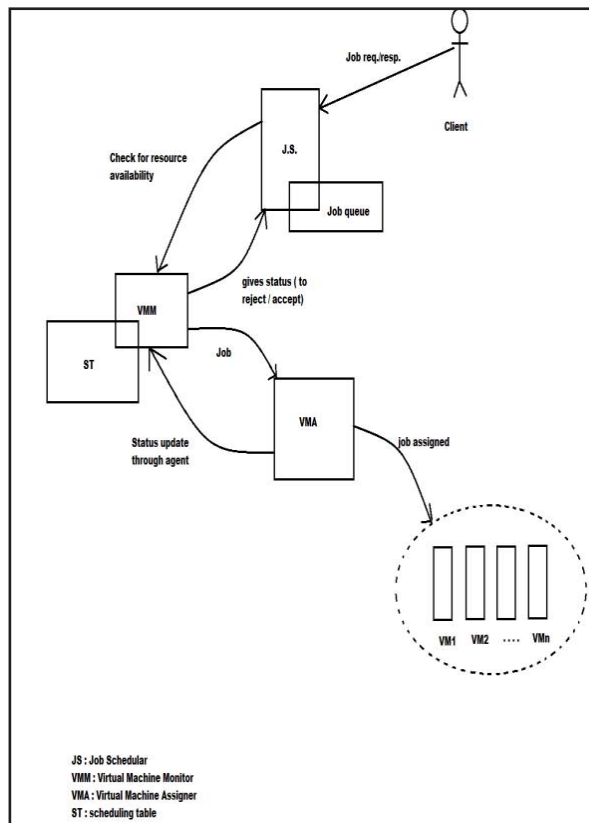 Job req./resp.
Client
J.S.
Check for resource
availability
Job queue
gives status ( to
reject / accept)
VMM
ST
Job
VMA
Status update
through agent
job assigned
VM1 VM2 .... VMn
JS : Job Schedular
VMM : Virtual Machine Monitor
VMA : Virtual Machine Assigner
ST : scheduling table